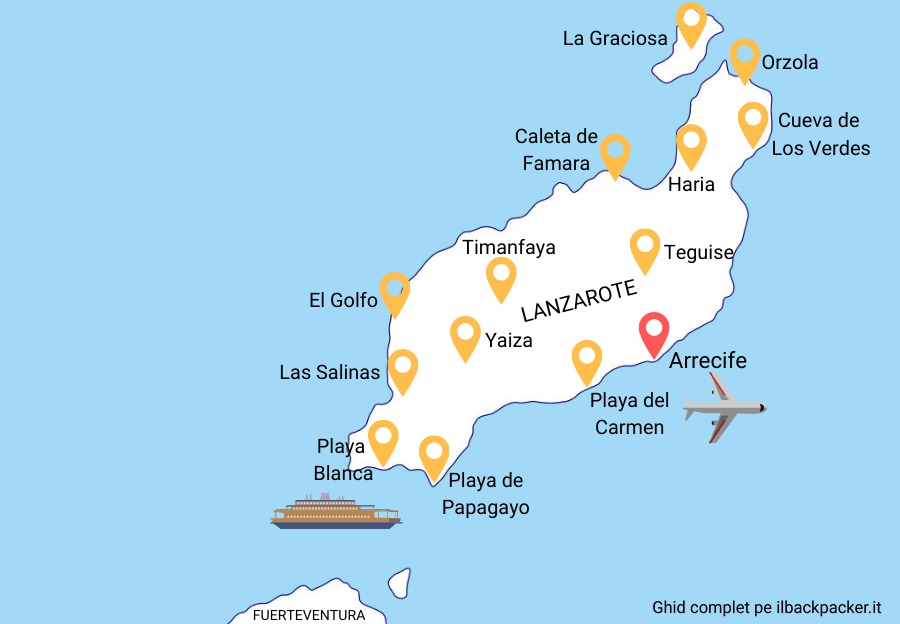 La Graciosa
Orzola
Cueva de
Los Verdes
Caleta de
Famara
Haria
Timanfaya
Teguise
El Golfo
LANZAROTE
Yaiza
Arrecife
Las Salinas
Playa del
Carmen
Playa
Blanca
Playa de
Papagayo
FUERTEVENTURA
Ghid complet pe ilbackpacker.it